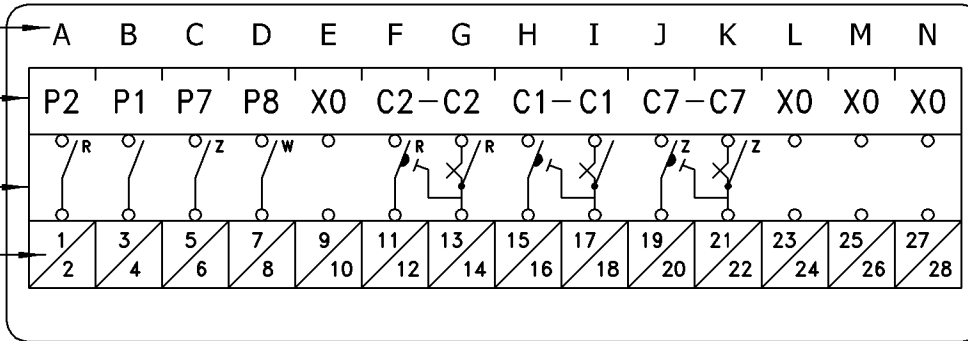 A B C D E F G H I J K L M N
P2 P1 P7 P8 X0 C2-C2 C1-C1 C7-C7 X0 X0 X0
R Z W R R Z Z
1 3 5 7 9 11 13 15 17 19 21 23 25 27
2 4 6 8 10 12 14 16 18 20 22 24 26 28